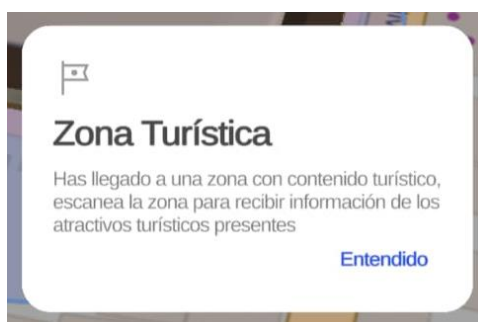 Zona Turística
Has llegado a una zona con contenido turístico,
escanea la zona para recibir información de los
atractivos turísticos presentes
Entendido